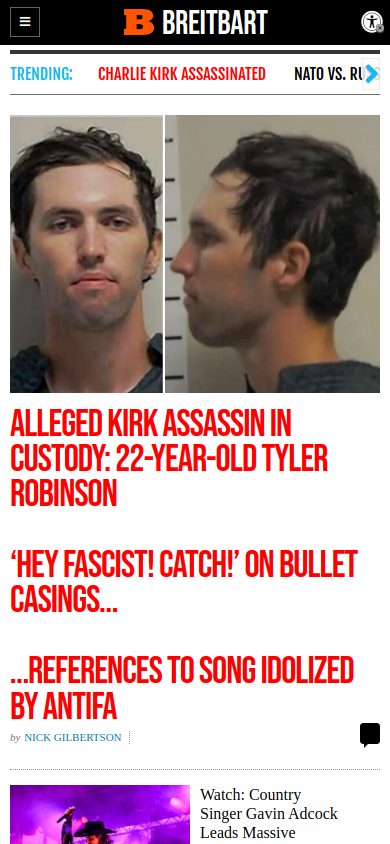 BREITBART
TRENDING: CHARLIE KIRK ASSASSINATED NATO VS. RU
ALLEGED KIRK ASSASSIN IN
CUSTODY: 22-YEAR-OLD TYLER
ROBINSON
‘HEY FASCIST! CATCH!’ ON BULLET
CASINGS…
…REFERENCES TO SONG IDOLIZED
BY ANTIFA
by NICK GILBERTSON
Watch: Country
Singer Gavin Adcock
Leads Massive